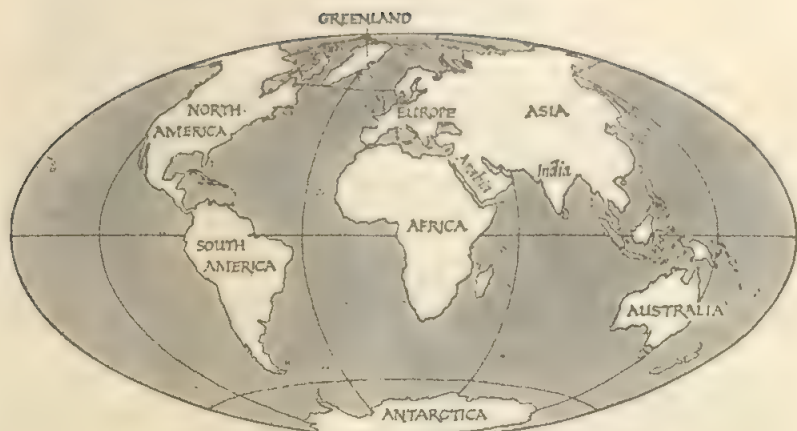 GREENLAND
NORTH
AMERICA
EUROPE
ASIA
Arabia
India
AFRICA
SOUTH
AMERICA
AUSTRALIA
ANTARCTICA